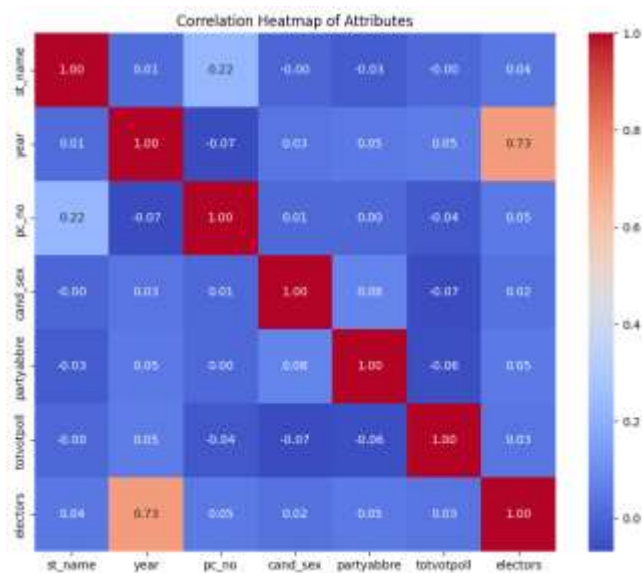 Correlation Heatmap of Attributes
st_name 1.00 0.01 0.22 -0.00 -0.03 -0.00 0.04
year 0.01 1.00 -0.07 0.03 0.05 0.05 0.73
pc_no 0.22 -0.07 1.00 0.01 0.00 -0.04 0.05
cand_sex -0.00 0.03 0.01 1.00 0.08 -0.07 0.02
partyabbre -0.03 0.05 0.00 0.08 1.00 -0.06 0.05
totvotpoll -0.00 0.05 -0.04 -0.07 -0.06 1.00 0.03
electors 0.04 0.73 0.05 0.02 0.05 0.03 1.00
st_name year pc_no cand_sex partyabbre totvotpoll electors
1.0
0.8
0.6
0.4
0.2
0.0